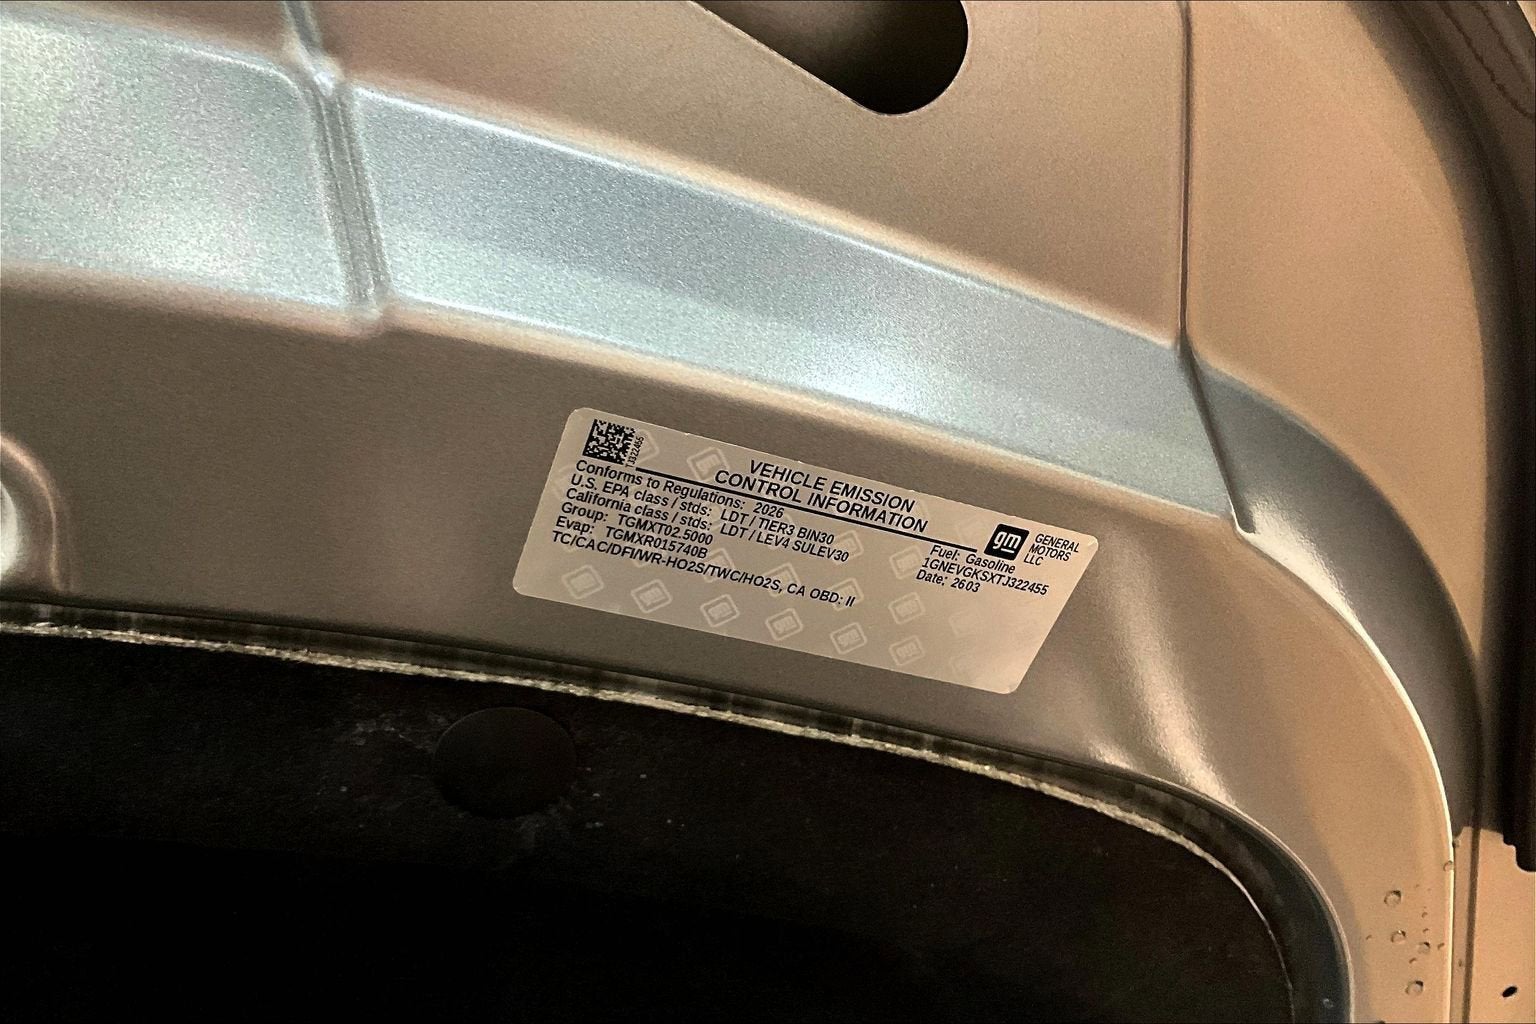 TJ322455
VEHICLE EMISSION
CONTROL INFORMATION
Conforms to Regulations: 2026
U.S. EPA class / stds: LDT / TIER3 BIN30
California class / stds: LDT / LEV4 SULEV30
Group: TGMXT02.5000
Evap: TGMXR015740B
TC/CAC/DFI/WR-HO2S/TWC/HO2S, CA OBD: II
gm GENERAL
MOTORS
LLC
Fuel: Gasoline
1GNEVGKSXTJ322455
Date: 2603